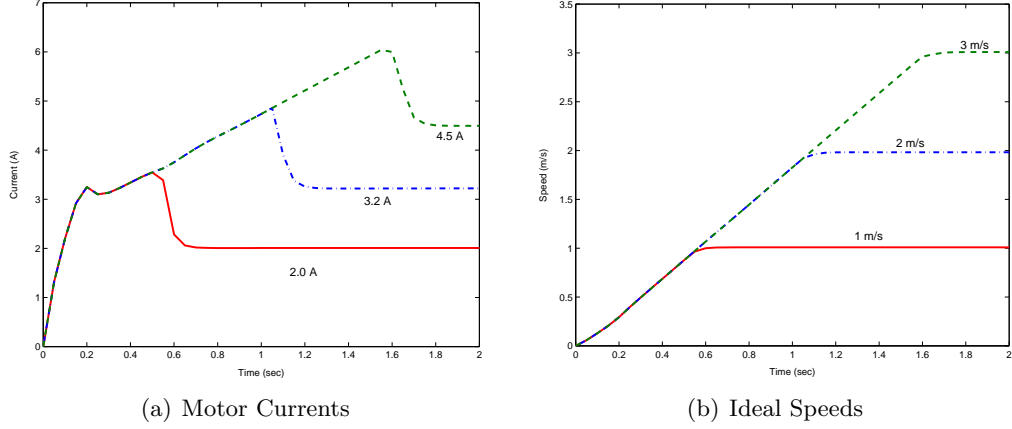 7
6
5
4
3
2
1
0
Current (A)
0 0.2 0.4 0.6 0.8 1 1.2 1.4 1.6 1.8 2
Time (sec)
4.5 A
3.2 A
2.0 A
(a) Motor Currents
3.5
3
2.5
2
1.5
1
0.5
0
Speed (m/s)
0 0.2 0.4 0.6 0.8 1 1.2 1.4 1.6 1.8 2
Time (sec)
3 m/s
2 m/s
1 m/s
(b) Ideal Speeds